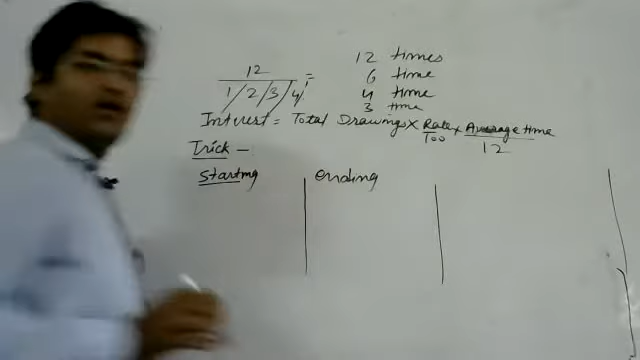 12 12 times
1/2/3/4 = 6 time
4 time
3 time
Interest = Total Drawings × Rate/100 × Average time/12
Trick -
starting ending